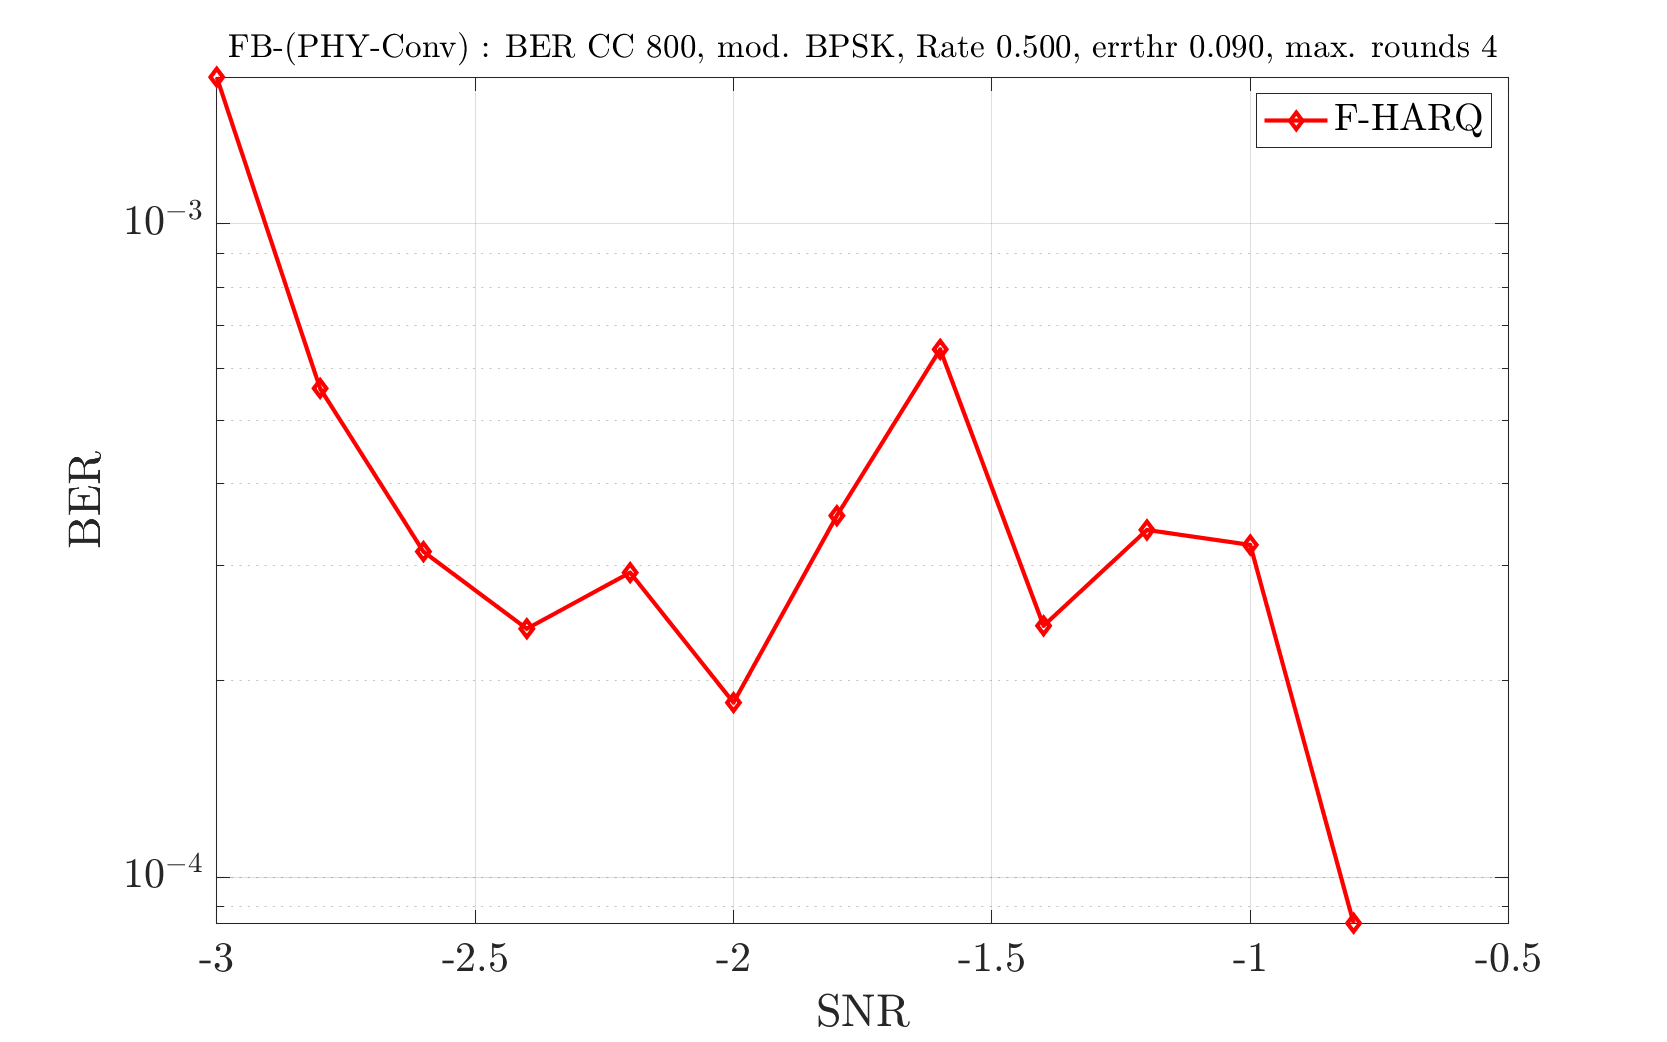 FB-(PHY-Conv) : BER CC 800, mod. BPSK, Rate 0.500, errthr 0.090, max. rounds 4
F-HARQ
10⁻³
BER
10⁻⁴
-3 -2.5 -2 -1.5 -1 -0.5
SNR